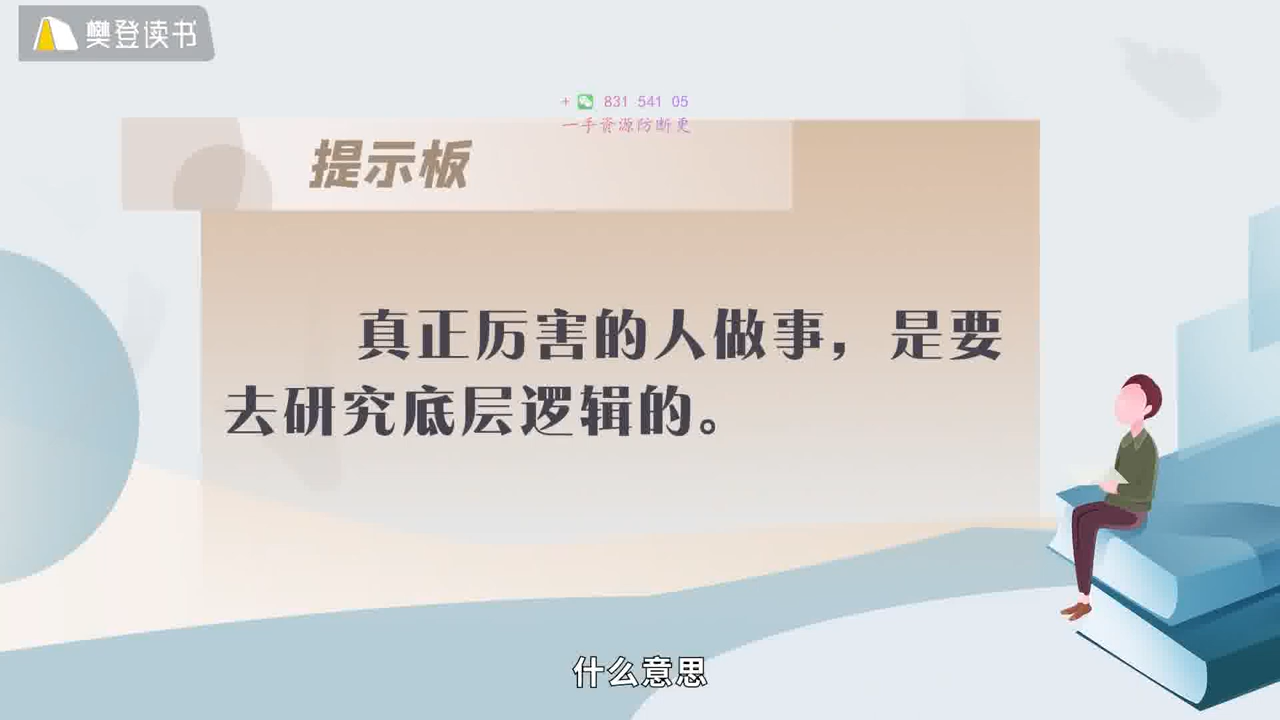 樊登读书
+ 831 541 05
一手资源防断更
提示板
真正厉害的人做事，是要
去研究底层逻辑的。
什么意思